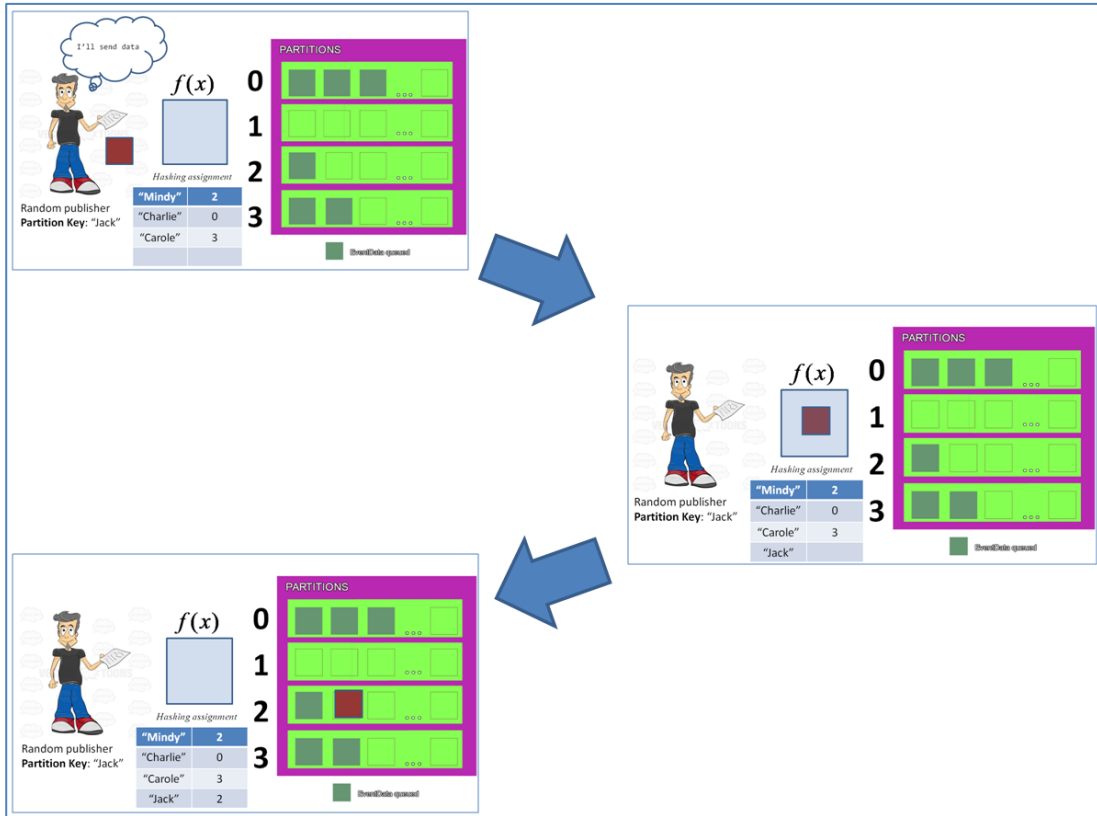 I'll send data
f(x)
Hashing assignment
"Mindy" 2
"Charlie" 0
"Carole" 3
Random publisher
Partition Key: "Jack"
PARTITIONS
0
...
1
...
2
...
3
...
EventData queued
f(x)
Hashing assignment
"Mindy" 2
"Charlie" 0
"Carole" 3
"Jack"
Random publisher
Partition Key: "Jack"
PARTITIONS
0
...
1
...
2
...
3
...
EventData queued
f(x)
Hashing assignment
"Mindy" 2
"Charlie" 0
"Carole" 3
"Jack" 2
Random publisher
Partition Key: "Jack"
PARTITIONS
0
...
1
...
2
...
3
...
EventData queued